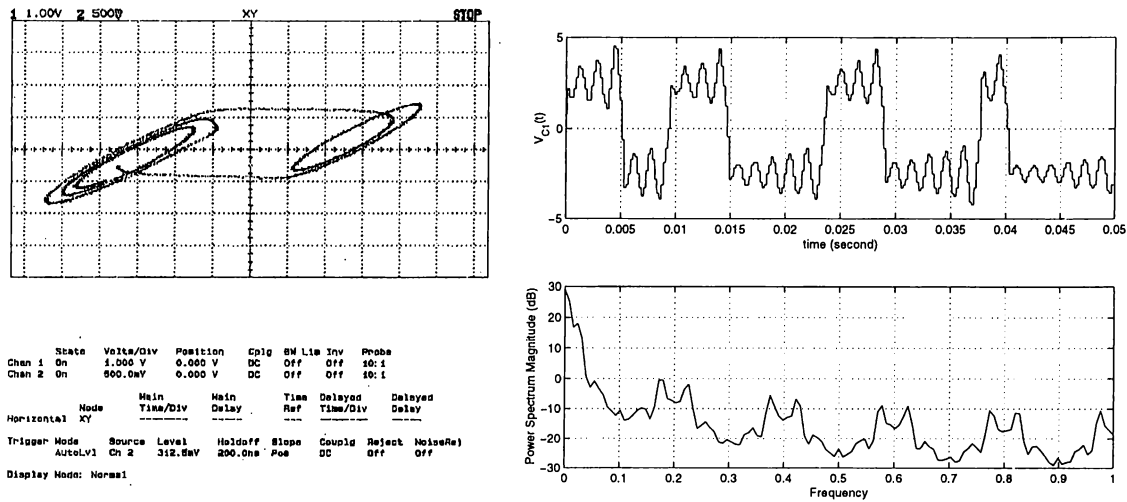 1 1.00V 2 500V XY STOP
State Volts/Div Position Cplg BW Lim Inv Probe
Chan 1 On 1.000 V 0.000 V DC Off Off 10:1
Chan 2 On 500.0mV 0.000 V DC Off Off 10:1
Main Main Time Delayed Delayed
Mode Time/Div Delay Ref Time/Div Delay
Horizontal XY -------- ----- --- -------- -----
Trigger Mode Source Level Holdoff Slope Couplg Reject NoiseRej
AutoLvl Ch 2 312.5mV 200.0ns Pos DC Off Off
Display Mode: Normal
5
0
−5
V_C1(t)
0 0.005 0.01 0.015 0.02 0.025 0.03 0.035 0.04 0.045 0.05
time (second)
30
20
10
0
−10
−20
−30
Power Spectrum Magnitude (dB)
0 0.1 0.2 0.3 0.4 0.5 0.6 0.7 0.8 0.9 1
Frequency